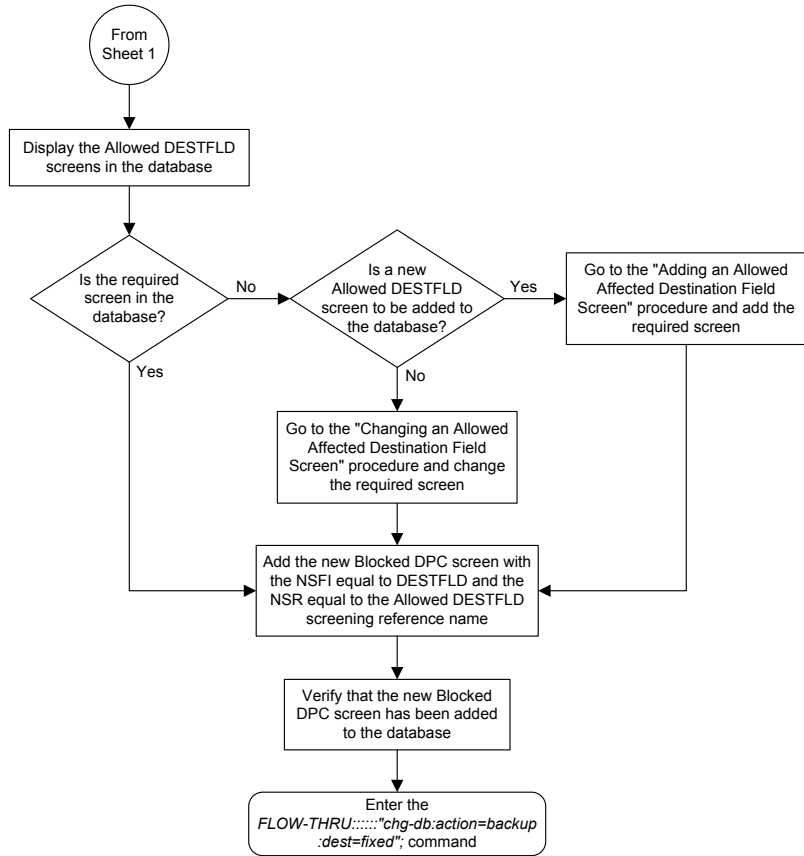 From
Sheet 1
Display the Allowed DESTFLD
screens in the database
Is the required
screen in the
database?
No
Yes
Is a new
Allowed DESTFLD
screen to be added to
the database?
Yes
No
Go to the "Adding an Allowed
Affected Destination Field
Screen" procedure and add the
required screen
Go to the "Changing an Allowed
Affected Destination Field
Screen" procedure and change
the required screen
Add the new Blocked DPC screen with
the NSFI equal to DESTFLD and the
NSR equal to the Allowed DESTFLD
screening reference name
Verify that the new Blocked
DPC screen has been added
to the database
Enter the
FLOW-THRU::::::"chg-db:action=backup
:dest=fixed"; command